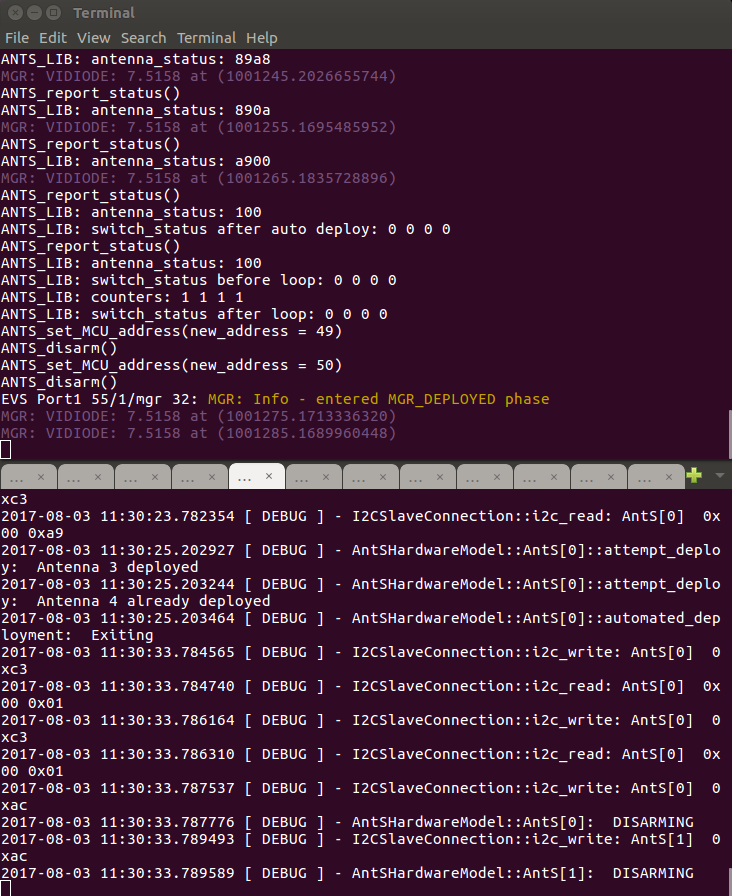 Terminal
File Edit View Search Terminal Help
ANTS_LIB: antenna_status: 89a8
MGR: VIDIODE: 7.5158 at (1001245.2026655744)
ANTS_report_status()
ANTS_LIB: antenna_status: 890a
MGR: VIDIODE: 7.5158 at (1001255.1695485952)
ANTS_report_status()
ANTS_LIB: antenna_status: a900
MGR: VIDIODE: 7.5158 at (1001265.1835728896)
ANTS_report_status()
ANTS_LIB: antenna_status: 100
ANTS_LIB: switch_status after auto deploy: 0 0 0 0
ANTS_report_status()
ANTS_LIB: antenna_status: 100
ANTS_LIB: switch_status before loop: 0 0 0 0
ANTS_LIB: counters: 1 1 1 1
ANTS_LIB: switch_status after loop: 0 0 0 0
ANTS_set_MCU_address(new_address = 49)
ANTS_disarm()
ANTS_set_MCU_address(new_address = 50)
ANTS_disarm()
EVS Port1 55/1/mgr 32: MGR: Info - entered MGR_DEPLOYED phase
MGR: VIDIODE: 7.5158 at (1001275.1713336320)
MGR: VIDIODE: 7.5158 at (1001285.1689960448)
... × ... × ... × ... × ... × ... × ... × ... × ... × ... × ... × ... ×
xc3
2017-08-03 11:30:23.782354 [ DEBUG ] - I2CSlaveConnection::i2c_read: AntS[0]  0x
00 0xa9
2017-08-03 11:30:25.202927 [ DEBUG ] - AntSHardwareModel::AntS[0]::attempt_deplo
y:  Antenna 3 deployed
2017-08-03 11:30:25.203244 [ DEBUG ] - AntSHardwareModel::AntS[0]::attempt_deplo
y:  Antenna 4 already deployed
2017-08-03 11:30:25.203464 [ DEBUG ] - AntSHardwareModel::AntS[0]::automated_dep
loyment:  Exiting
2017-08-03 11:30:33.784565 [ DEBUG ] - I2CSlaveConnection::i2c_write: AntS[0]  0
xc3
2017-08-03 11:30:33.784740 [ DEBUG ] - I2CSlaveConnection::i2c_read: AntS[0]  0x
00 0x01
2017-08-03 11:30:33.786164 [ DEBUG ] - I2CSlaveConnection::i2c_write: AntS[0]  0
xc3
2017-08-03 11:30:33.786310 [ DEBUG ] - I2CSlaveConnection::i2c_read: AntS[0]  0x
00 0x01
2017-08-03 11:30:33.787537 [ DEBUG ] - I2CSlaveConnection::i2c_write: AntS[0]  0
xac
2017-08-03 11:30:33.787776 [ DEBUG ] - AntSHardwareModel::AntS[0]:  DISARMING
2017-08-03 11:30:33.789493 [ DEBUG ] - I2CSlaveConnection::i2c_write: AntS[1]  0
xac
2017-08-03 11:30:33.789589 [ DEBUG ] - AntSHardwareModel::AntS[1]:  DISARMING